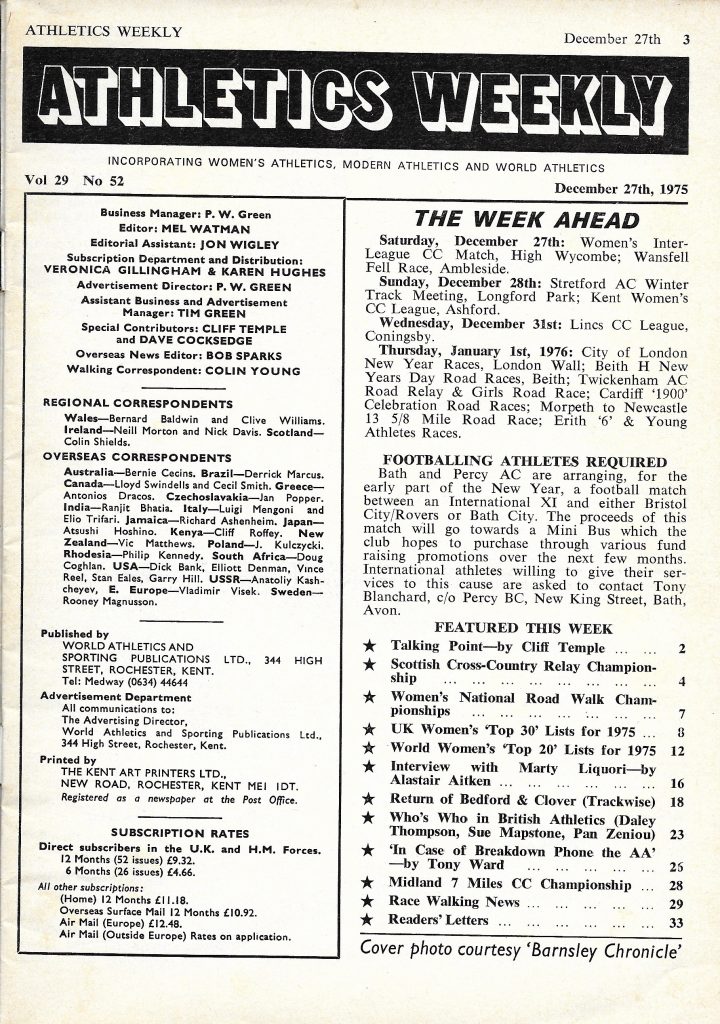 ATHLETICS WEEKLY
December 27th 3
ATHLETICS WEEKLY
INCORPORATING WOMEN'S ATHLETICS, MODERN ATHLETICS AND WORLD ATHLETICS
Vol 29 No 52
December 27th, 1975
Business Manager: P. W. Green
Editor: MEL WATMAN
Editorial Assistant: JON WIGLEY
Subscription Department and Distribution:
VERONICA GILLINGHAM & KAREN HUGHES
Advertisement Director: P. W. GREEN
Assistant Business and Advertisement
Manager: TIM GREEN
Special Contributors: CLIFF TEMPLE
and DAVE COCKSEDGE
Overseas News Editor: BOB SPARKS
Walking Correspondent: COLIN YOUNG
REGIONAL CORRESPONDENTS
Wales—Bernard Baldwin and Clive Williams.
Ireland—Neill Morton and Nick Davis. Scotland—
Colin Shields.
OVERSEAS CORRESPONDENTS
Australia—Bernie Cecins. Brazil—Derrick Marcus.
Canada—Lloyd Swindells and Cecil Smith. Greece—
Antonios Dracos. Czechoslavakia—Jan Popper.
India—Ranjit Bhatia. Italy—Luigi Mengoni and
Elio Trifari. Jamaica—Richard Ashenheim. Japan—
Atsushi Hoshino. Kenya—Cliff Roffey. New
Zealand—Vic Matthews. Poland—J. Kulczycki.
Rhodesia—Philip Kennedy. South Africa—Doug
Coghlan. USA—Dick Bank, Elliott Denman, Vince
Reel, Stan Eales, Garry Hill. USSR—Anatoliy Kash-
cheyev, E. Europe—Vladimir Visek. Sweden—
Rooney Magnusson.
Published by
WORLD ATHLETICS AND
SPORTING PUBLICATIONS LTD., 344 HIGH
STREET, ROCHESTER, KENT.
Tel: Medway (0634) 44644
Advertisement Department
All communications to:
The Advertising Director,
World Athletics and Sporting Publications Ltd.,
344 High Street, Rochester, Kent.
Printed by
THE KENT ART PRINTERS LTD.,
NEW ROAD, ROCHESTER, KENT ME1 1DT.
Registered as a newspaper at the Post Office.
SUBSCRIPTION RATES
Direct subscribers in the U.K. and H.M. Forces.
12 Months (52 issues) £9.32.
6 Months (26 issues) £4.66.
All other subscriptions:
(Home) 12 Months £11.18.
Overseas Surface Mail 12 Months £10.92.
Air Mail (Europe) £12.48.
Air Mail (Outside Europe) Rates on application.
THE WEEK AHEAD
Saturday, December 27th: Women's Inter-
League CC Match, High Wycombe; Wansfell
Fell Race, Ambleside.
Sunday, December 28th: Stretford AC Winter
Track Meeting, Longford Park; Kent Women's
CC League, Ashford.
Wednesday, December 31st: Lincs CC League,
Coningsby.
Thursday, January 1st, 1976: City of London
New Year Races, London Wall; Beith H New
Years Day Road Races, Beith; Twickenham AC
Road Relay & Girls Road Race; Cardiff '1900'
Celebration Road Races; Morpeth to Newcastle
13 5/8 Mile Road Race; Erith '6' & Young
Athletes Races.
FOOTBALLING ATHLETES REQUIRED
Bath and Percy AC are arranging, for the
early part of the New Year, a football match
between an International XI and either Bristol
City/Rovers or Bath City. The proceeds of this
match will go towards a Mini Bus which the
club hopes to purchase through various fund
raising promotions over the next few months.
International athletes willing to give their ser-
vices to this cause are asked to contact Tony
Blanchard, c/o Percy BC, New King Street, Bath,
Avon.
FEATURED THIS WEEK
★ Talking Point—by Cliff Temple ... ... 2
★ Scottish Cross-Country Relay Champion-
ship ... ... ... ... ... ... ... 4
★ Women's National Road Walk Cham-
pionships ... ... ... ... ... ... 7
★ UK Women's 'Top 30' Lists for 1975 ... 8
★ World Women's 'Top 20' Lists for 1975 12
★ Interview with Marty Liquori—by
Alastair Aitken ... ... ... ... ... 16
★ Return of Bedford & Clover (Trackwise) 18
★ Who's Who in British Athletics (Daley
Thompson, Sue Mapstone, Pan Zeniou) 23
★ 'In Case of Breakdown Phone the AA'
—by Tony Ward ... ... ... ... 26
★ Midland 7 Miles CC Championship ... 28
★ Race Walking News ... ... ... ... 29
★ Readers' Letters ... ... ... ... ... 33
Cover photo courtesy 'Barnsley Chronicle'